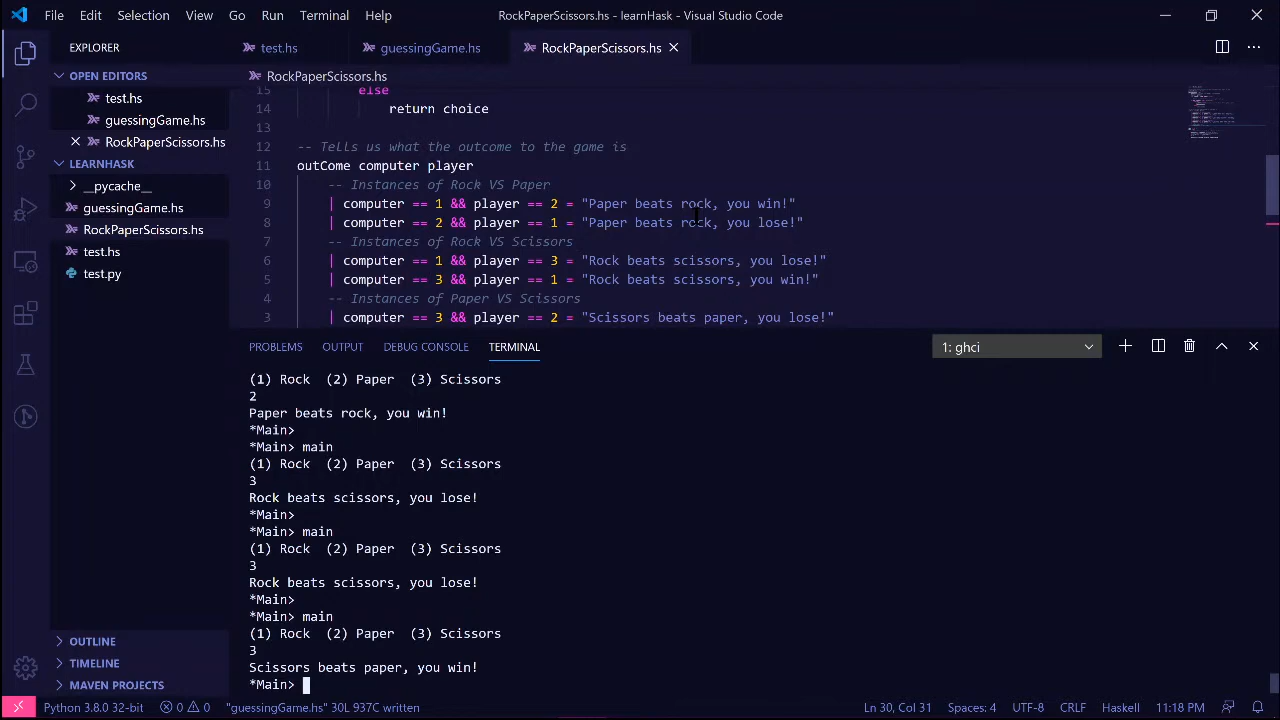 File Edit Selection View Go Run Terminal Help RockPaperScissors.hs - learnHask - Visual Studio Code
EXPLORER
test.hs guessingGame.hs RockPaperScissors.hs
OPEN EDITORS
test.hs
guessingGame.hs
RockPaperScissors.hs
LEARNHASK
__pycache__
guessingGame.hs
RockPaperScissors.hs
test.hs
test.py
OUTLINE
TIMELINE
MAVEN PROJECTS
RockPaperScissors.hs
15 else
14 return choice
13
12 -- Tells us what the outcome to the game is
11 outCome computer player
10 -- Instances of Rock VS Paper
9 | computer == 1 && player == 2 = "Paper beats rock, you win!"
8 | computer == 2 && player == 1 = "Paper beats rock, you lose!"
7 -- Instances of Rock VS Scissors
6 | computer == 1 && player == 3 = "Rock beats scissors, you lose!"
5 | computer == 3 && player == 1 = "Rock beats scissors, you win!"
4 -- Instances of Paper VS Scissors
3 | computer == 3 && player == 2 = "Scissors beats paper, you lose!"
PROBLEMS OUTPUT DEBUG CONSOLE TERMINAL 1: ghci
(1) Rock (2) Paper (3) Scissors
2
Paper beats rock, you win!
*Main>
*Main> main
(1) Rock (2) Paper (3) Scissors
3
Rock beats scissors, you lose!
*Main>
*Main> main
(1) Rock (2) Paper (3) Scissors
3
Rock beats scissors, you lose!
*Main>
*Main> main
(1) Rock (2) Paper (3) Scissors
3
Scissors beats paper, you win!
*Main>
Python 3.8.0 32-bit 0 0 "guessingGame.hs" 30L 937C written Ln 30, Col 31 Spaces: 4 UTF-8 CRLF Haskell 11:18 PM